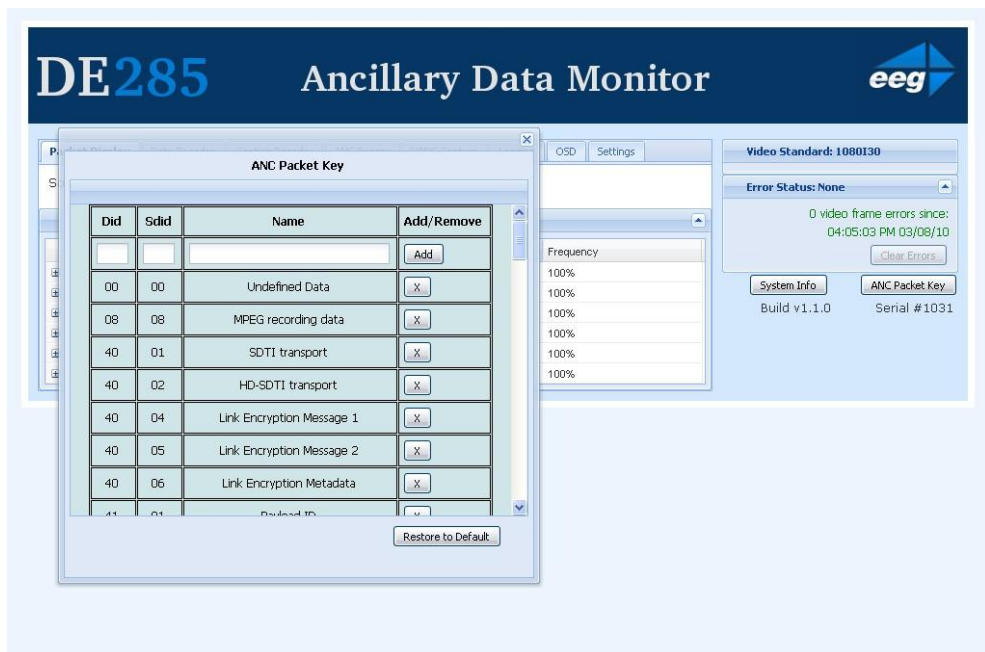 DE285 Ancillary Data Monitor eeg
OSD Settings
ANC Packet Key
Did Sdid Name Add/Remove
Add
00 00 Undefined Data X
08 08 MPEG recording data X
40 01 SDTI transport X
40 02 HD-SDTI transport X
40 04 Link Encryption Message 1 X
40 05 Link Encryption Message 2 X
40 06 Link Encryption Metadata X
41 01 Payload ID X
Restore to Default
Frequency
100%
100%
100%
100%
100%
100%
Video Standard: 1080I30
Error Status: None
0 video frame errors since:
04:05:03 PM 03/08/10
Clear Errors
System Info ANC Packet Key
Build v1.1.0 Serial #1031